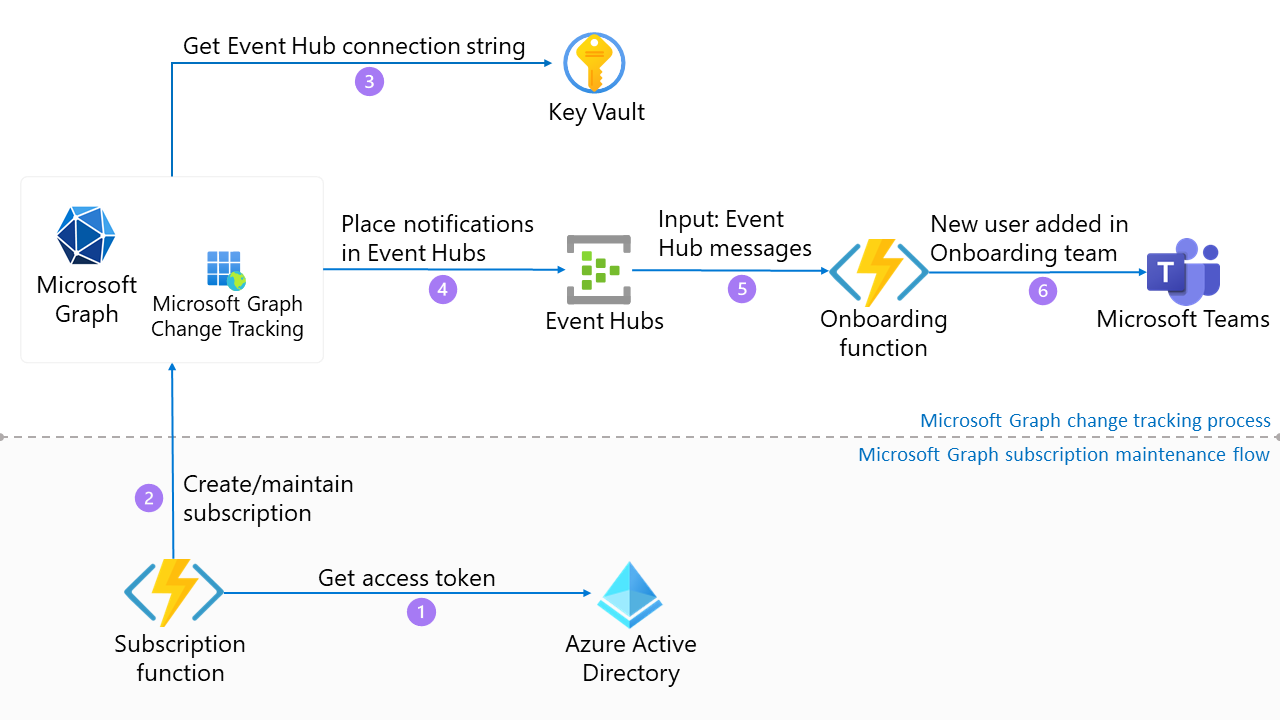 Get Event Hub connection string
3
Key Vault
Microsoft
Graph
Microsoft Graph
Change Tracking
Place notifications
in Event Hubs
4
Event Hubs
Input: Event
Hub messages
5
Onboarding
function
New user added in
Onboarding team
6
T
Microsoft Teams
Microsoft Graph change tracking process
Microsoft Graph subscription maintenance flow
2
Create/maintain
subscription
Subscription
function
Get access token
1
Azure Active
Directory